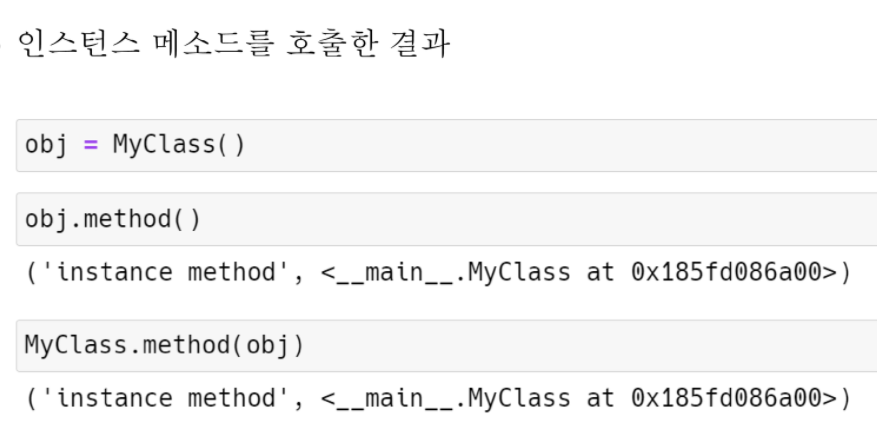 인스턴스 메소드를 호출한 결과
obj = MyClass()
obj.method()
('instance method', <__main__.MyClass at 0x185fd086a00>)
MyClass.method(obj)
('instance method', <__main__.MyClass at 0x185fd086a00>)